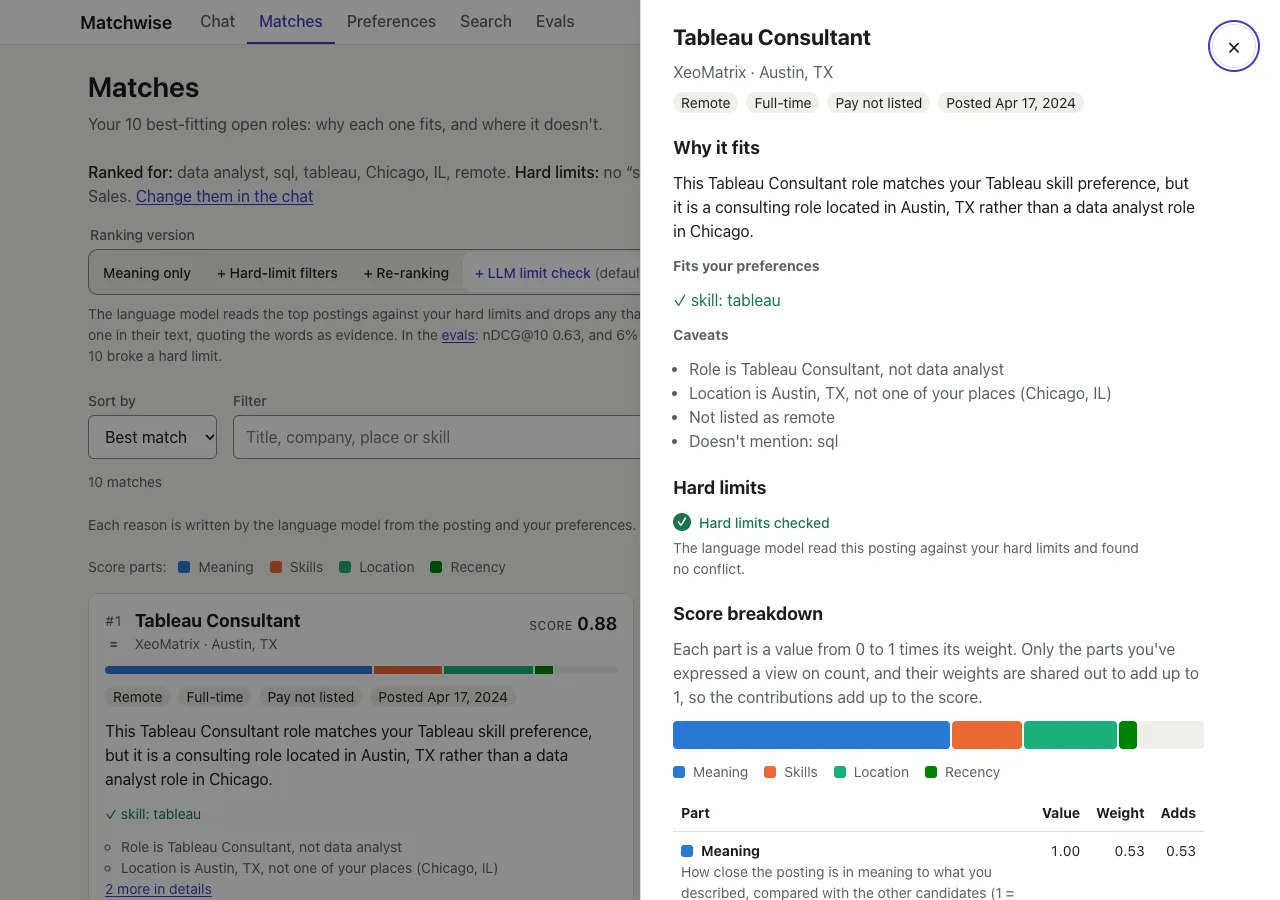 Matchwise Chat Matches Preferences Search Evals
Matches
Your 10 best-fitting open roles: why each one fits, and where it doesn't.
Ranked for: data analyst, sql, tableau, Chicago, IL, remote. Hard limits: no “s
Sales. Change them in the chat
Ranking version
Meaning only + Hard-limit filters + Re-ranking + LLM limit check (defaul
The language model reads the top postings against your hard limits and drops any tha
one in their text, quoting the words as evidence. In the evals: nDCG@10 0.63, and 6%
10 broke a hard limit.
Sort by Filter
Best match Title, company, place or skill
10 matches
Each reason is written by the language model from the posting and your preferences.
Score parts: Meaning Skills Location Recency
#1 Tableau Consultant SCORE 0.88
= XeoMatrix · Austin, TX
Remote Full-time Pay not listed Posted Apr 17, 2024
This Tableau Consultant role matches your Tableau skill preference,
but it is a consulting role located in Austin, TX rather than a data
analyst role in Chicago.
✓ skill: tableau
Role is Tableau Consultant, not data analyst
Location is Austin, TX, not one of your places (Chicago, IL)
2 more in details
Tableau Consultant
×
XeoMatrix · Austin, TX
Remote Full-time Pay not listed Posted Apr 17, 2024
Why it fits
This Tableau Consultant role matches your Tableau skill preference, but
it is a consulting role located in Austin, TX rather than a data analyst role
in Chicago.
Fits your preferences
✓ skill: tableau
Caveats
• Role is Tableau Consultant, not data analyst
• Location is Austin, TX, not one of your places (Chicago, IL)
• Not listed as remote
• Doesn't mention: sql
Hard limits
Hard limits checked
The language model read this posting against your hard limits and found
no conflict.
Score breakdown
Each part is a value from 0 to 1 times its weight. Only the parts you've
expressed a view on count, and their weights are shared out to add up to
1, so the contributions add up to the score.
Meaning Skills Location Recency
Part Value Weight Adds
Meaning 1.00 0.53 0.53
How close the posting is in meaning to what you
described, compared with the other candidates (1 =